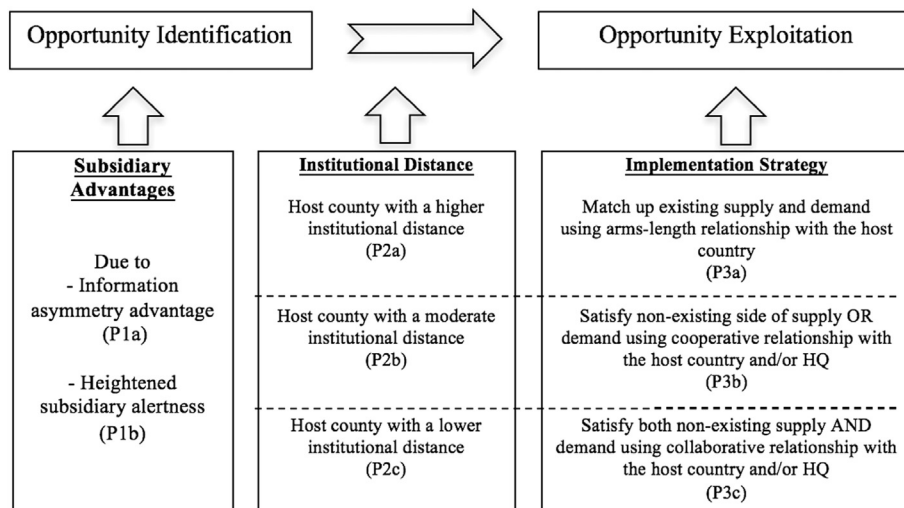 Opportunity Identification
Opportunity Exploitation
Subsidiary
Advantages
Due to
- Information
asymmetry advantage
(P1a)
- Heightened
subsidiary alertness
(P1b)
Institutional Distance
Host county with a higher
institutional distance
(P2a)
Host county with a moderate
institutional distance
(P2b)
Host county with a lower
institutional distance
(P2c)
Implementation Strategy
Match up existing supply and demand
using arms-length relationship with the host
country
(P3a)
Satisfy non-existing side of supply OR
demand using cooperative relationship with
the host country and/or HQ
(P3b)
Satisfy both non-existing supply AND
demand using collaborative relationship with
the host country and/or HQ
(P3c)